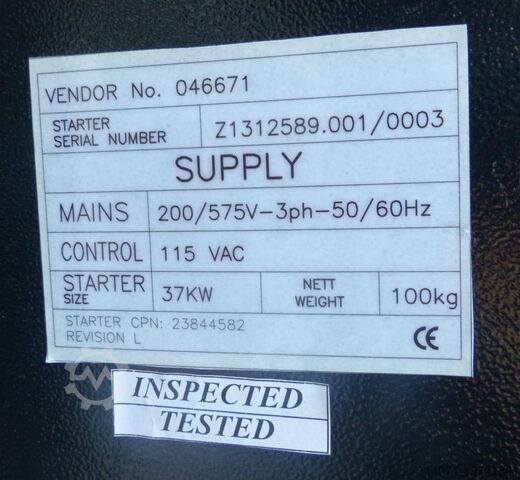 VENDOR No. 046671
STARTER
SERIAL NUMBER
Z1312589.001/0003
SUPPLY
MAINS 200/575V-3ph-50/60Hz
CONTROL 115 VAC
STARTER
SIZE
37KW
NETT
WEIGHT
100kg
STARTER CPN: 23844582
REVISION L
CE
INSPECTED
TESTED